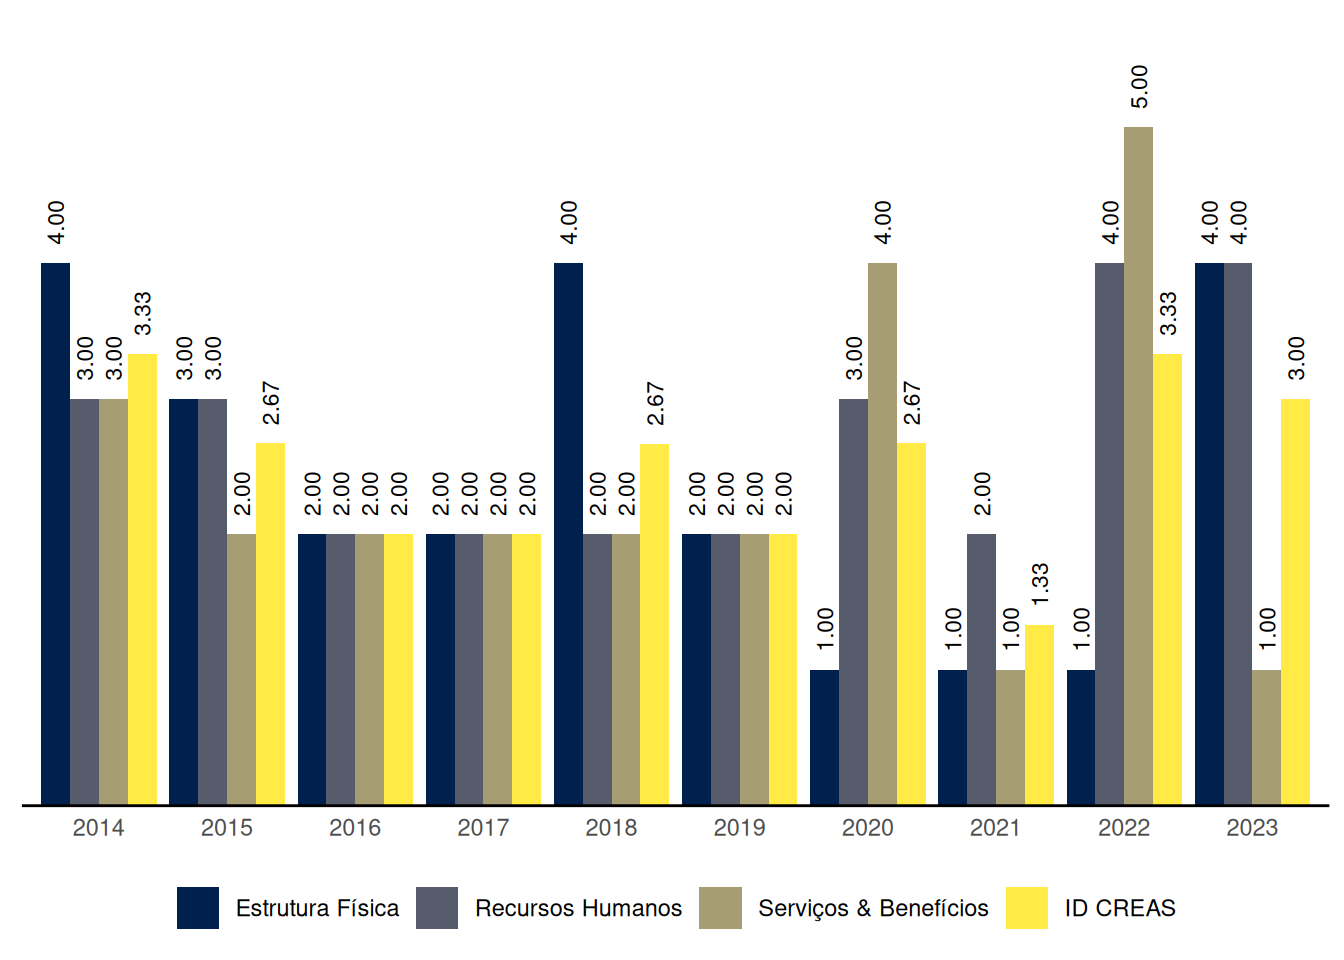 5.00
4.00 4.00 4.00 4.00 4.00 4.00
3.33 3.33
3.00 3.00 3.00 3.00 3.00 3.00
2.67 2.67 2.67
2.00 2.00 2.00 2.00 2.00 2.00 2.00 2.00 2.00 2.00 2.00 2.00 2.00 2.00 2.00 2.00
1.33
1.00 1.00 1.00 1.00 1.00
2014 2015 2016 2017 2018 2019 2020 2021 2022 2023
Estrutura Física Recursos Humanos Serviços & Benefícios ID CREAS